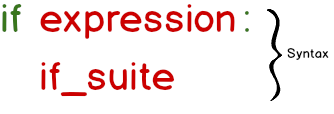 if expression:
if_suite
Syntax